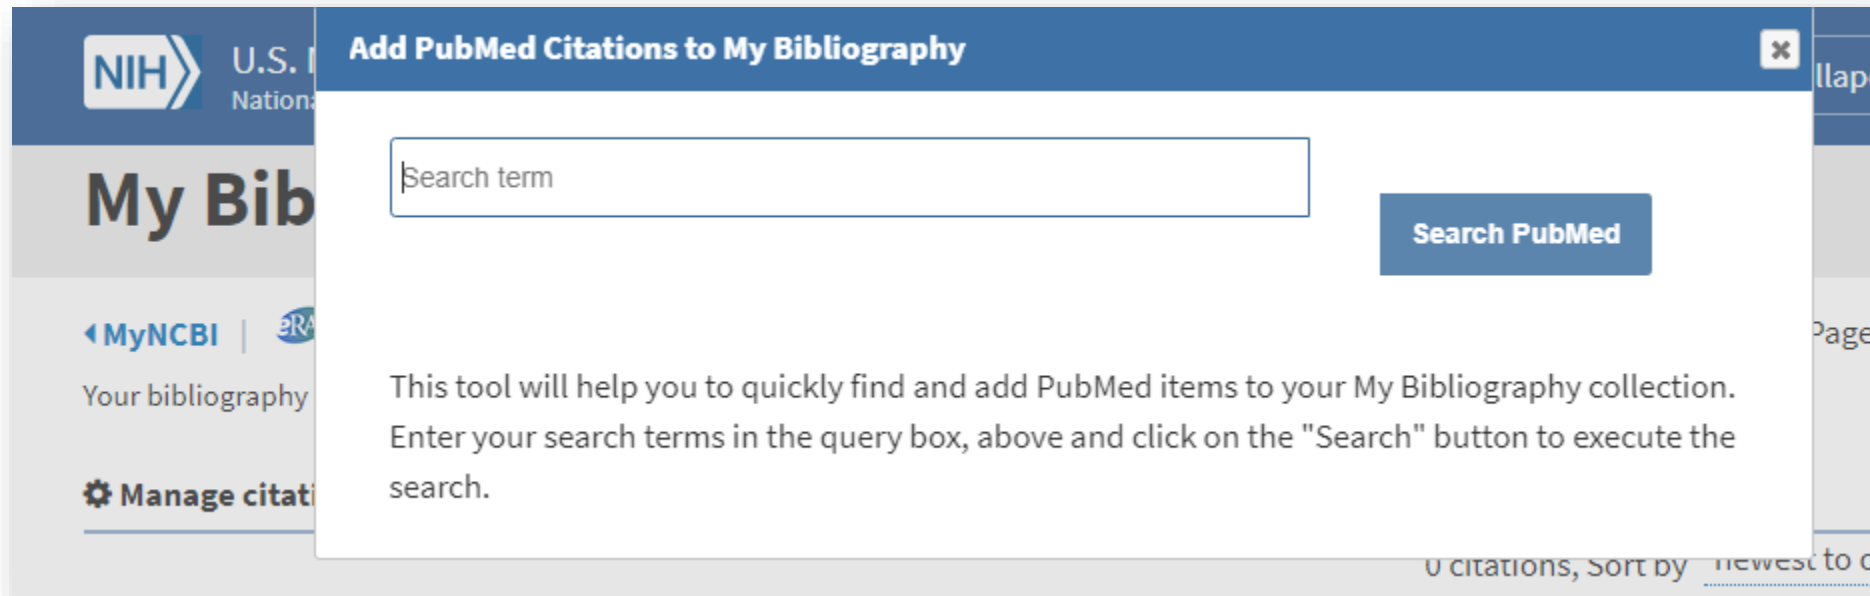 NIH
U.S.
Add PubMed Citations to My Bibliography
Search term
My Bib
Search PubMed
MyNCBI |
Your bibliography
This tool will help you to quickly find and add PubMed items to your My Bibliography collection.
Enter your search terms in the query box, above and click on the "Search" button to execute the
search.
Manage citati
0 citations, Sort by newest to